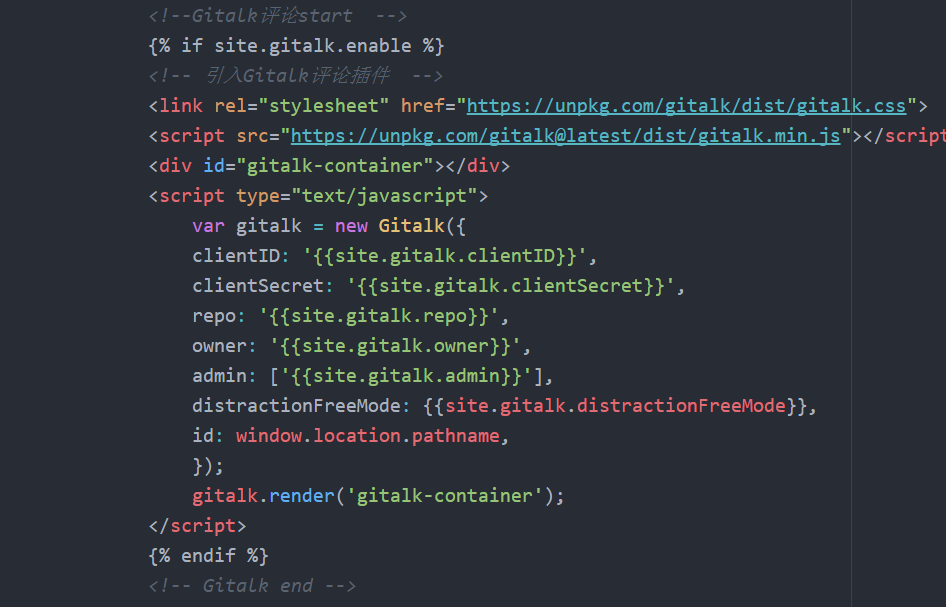 <!--Gitalk评论start  -->
{% if site.gitalk.enable %}
<!-- 引入Gitalk评论插件  -->
<link rel="stylesheet" href="https://unpkg.com/gitalk/dist/gitalk.css">
<script src="https://unpkg.com/gitalk@latest/dist/gitalk.min.js"></script
<div id="gitalk-container"></div>
<script type="text/javascript">
var gitalk = new Gitalk({
clientID: '{{site.gitalk.clientID}}',
clientSecret: '{{site.gitalk.clientSecret}}',
repo: '{{site.gitalk.repo}}',
owner: '{{site.gitalk.owner}}',
admin: ['{{site.gitalk.admin}}'],
distractionFreeMode: {{site.gitalk.distractionFreeMode}},
id: window.location.pathname,
});
gitalk.render('gitalk-container');
</script>
{% endif %}
<!-- Gitalk end -->